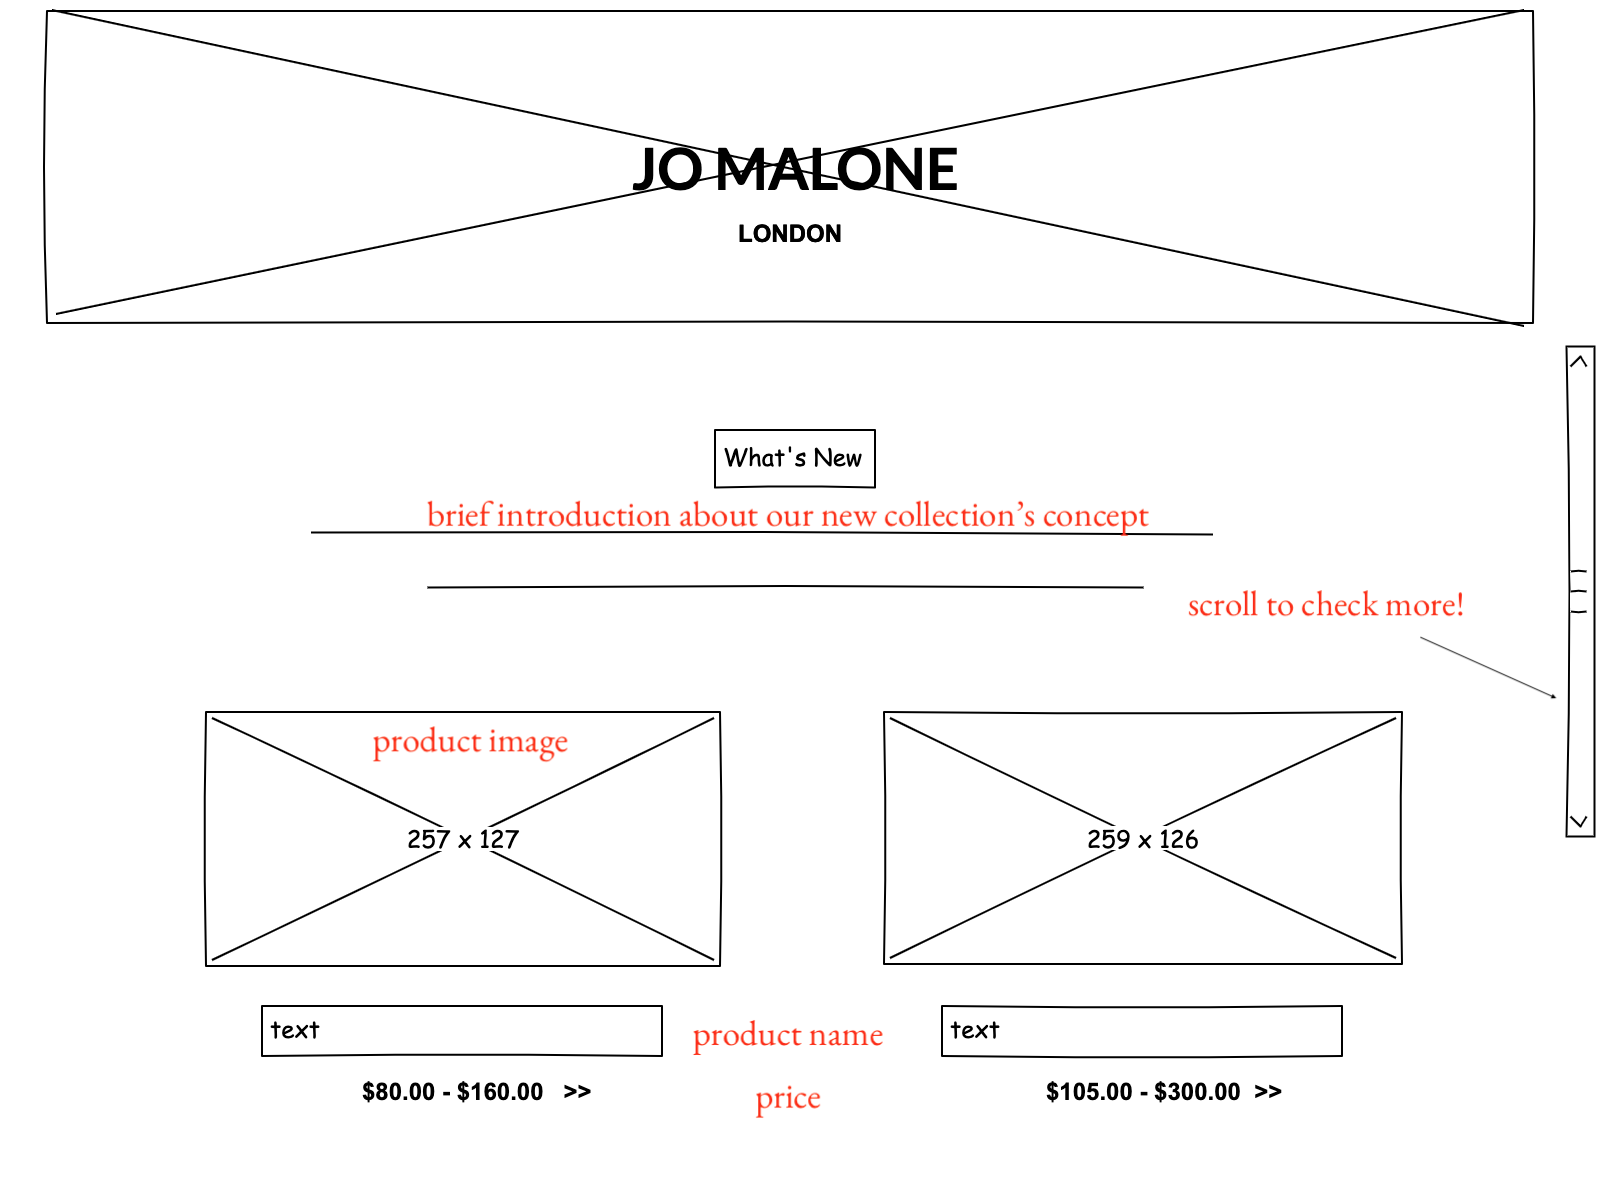 JO MALONE
LONDON
What's New
brief introduction about our new collection’s concept
scroll to check more!
product image
257 x 127
259 x 126
text
product name
text
$80.00 - $160.00 >>
price
$105.00 - $300.00 >>